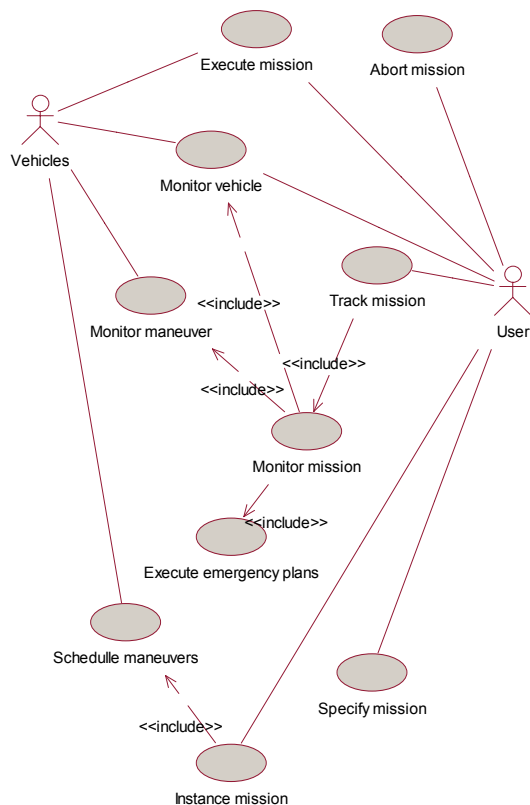 Execute mission
Abort mission
Vehicles
Monitor vehicle
<<include>>
Monitor maneuver
Track mission
User
<<include>>
<<include>>
Monitor mission
<<include>>
Execute emergency plans
Schedulle maneuvers
Specify mission
<<include>>
Instance mission